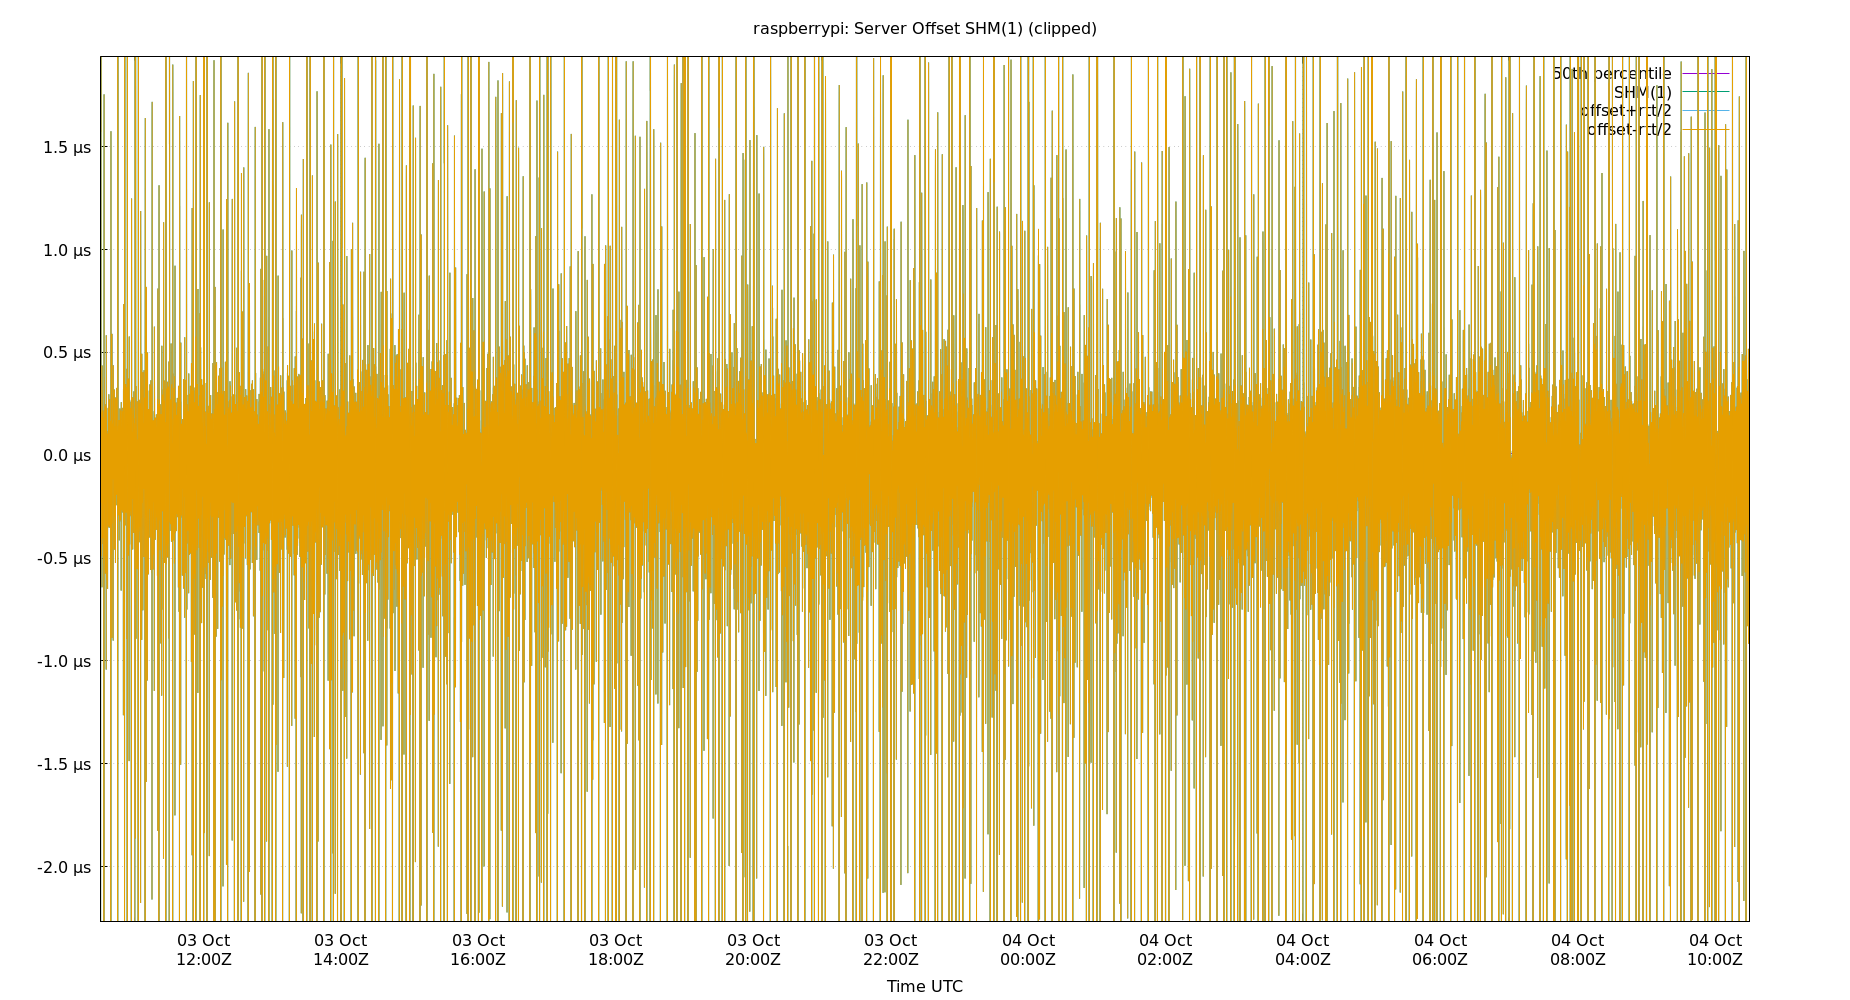 raspberrypi: Server Offset SHM(1) (clipped)
50th percentile
SHM(1)
offset+rtt/2
offset-rtt/2
1.5 µs
1.0 µs
0.5 µs
0.0 µs
-0.5 µs
-1.0 µs
-1.5 µs
-2.0 µs
03 Oct 03 Oct 03 Oct 03 Oct 03 Oct 03 Oct 04 Oct 04 Oct 04 Oct 04 Oct 04 Oct 04 Oct
12:00Z 14:00Z 16:00Z 18:00Z 20:00Z 22:00Z 00:00Z 02:00Z 04:00Z 06:00Z 08:00Z 10:00Z
Time UTC